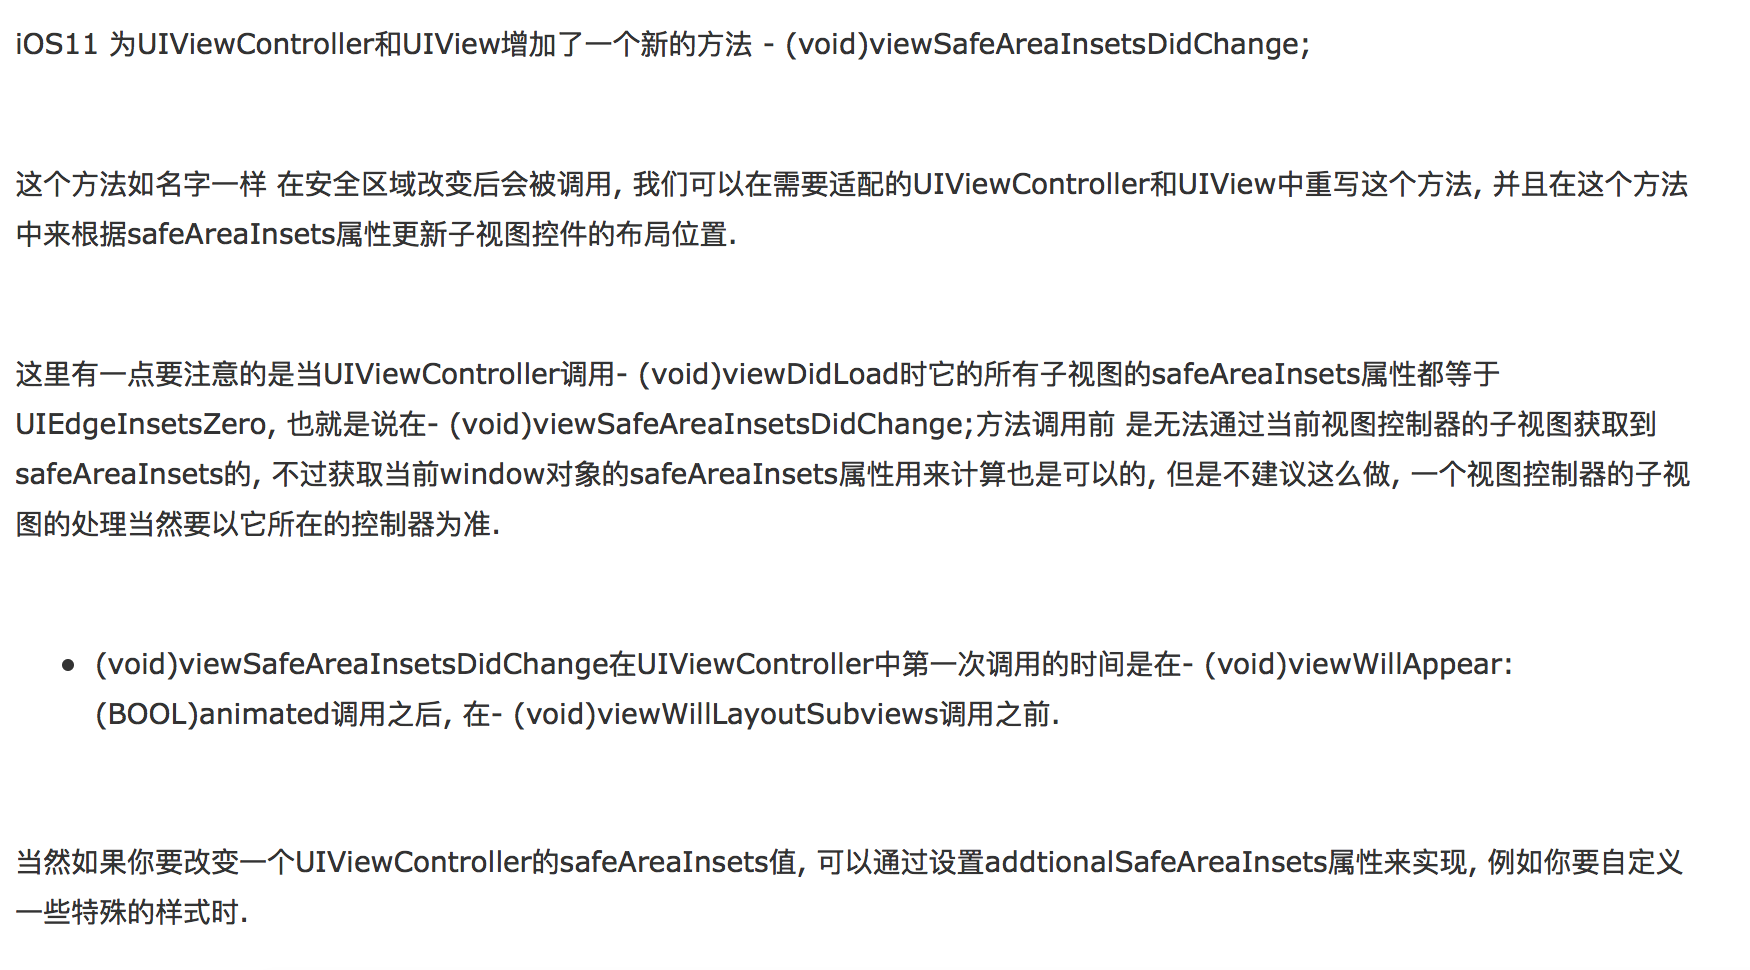 iOS11 为UIViewController和UIView增加了一个新的方法 - (void)viewSafeAreaInsetsDidChange;
这个方法如名字一样 在安全区域改变后会被调用, 我们可以在需要适配的UIViewController和UIView中重写这个方法, 并且在这个方法
中来根据safeAreaInsets属性更新子视图控件的布局位置.
这里有一点要注意的是当UIViewController调用- (void)viewDidLoad时它的所有子视图的safeAreaInsets属性都等于
UIEdgeInsetsZero, 也就是说在- (void)viewSafeAreaInsetsDidChange;方法调用前 是无法通过当前视图控制器的子视图获取到
safeAreaInsets的, 不过获取当前window对象的safeAreaInsets属性用来计算也是可以的, 但是不建议这么做, 一个视图控制器的子视
图的处理当然要以它所在的控制器为准.
• (void)viewSafeAreaInsetsDidChange在UIViewController中第一次调用的时间是在- (void)viewWillAppear:
(BOOL)animated调用之后, 在- (void)viewWillLayoutSubviews调用之前.
当然如果你要改变一个UIViewController的safeAreaInsets值, 可以通过设置addtionalSafeAreaInsets属性来实现, 例如你要自定义
一些特殊的样式时.